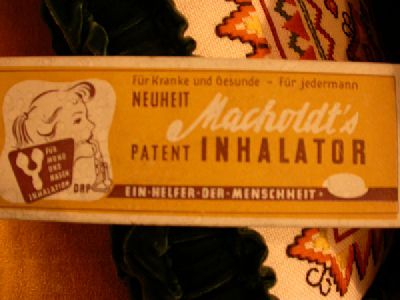 Für Kranke und Gesunde - Für jedermann
NEUHEIT
Macholdt's
PATENT INHALATOR
FÜR
MUND
UND
NASEN
INHALATION
DRP
EIN·HELFER·DER·MENSCHHEIT·